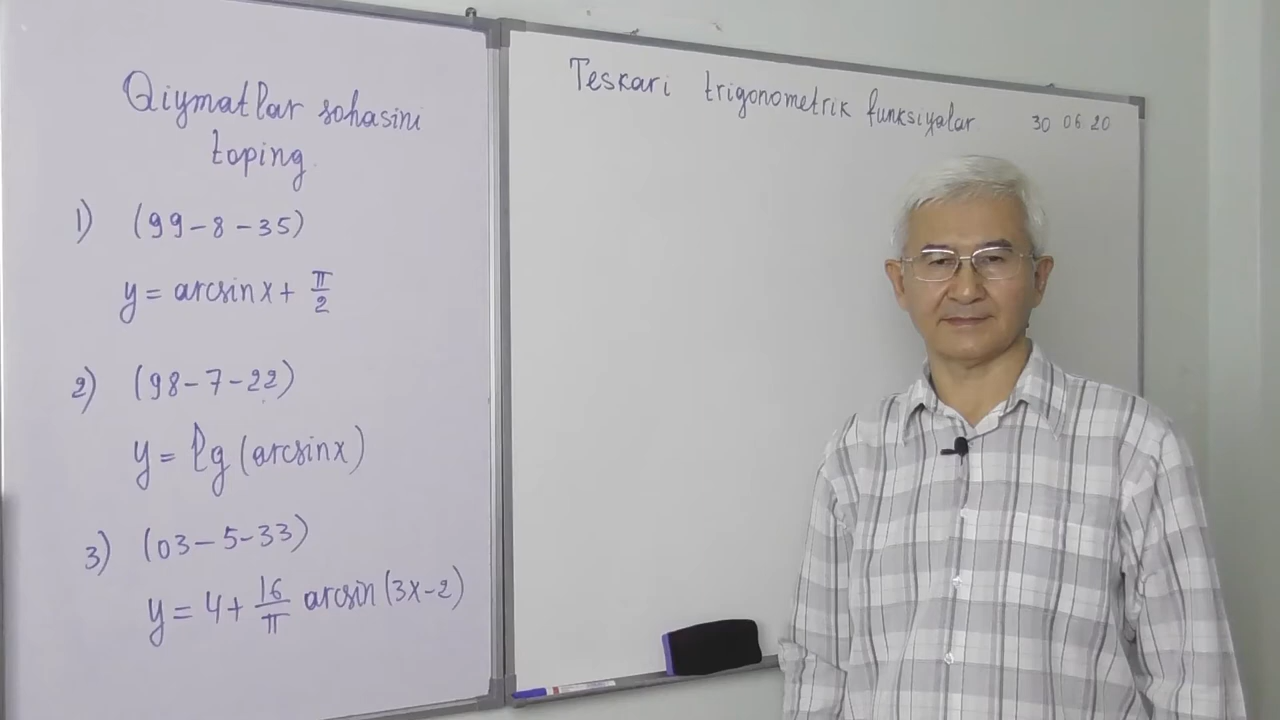 Qiymatlar sohasini
toping
1) (99-8-35)
y = arcsin x + π/2
2) (98-7-22)
y = lg (arcsin x)
3) (03-5-33)
y = 4 + 16/π arcsin (3x-2)
Teskari trigonometrik funksiyalar 30 06 20